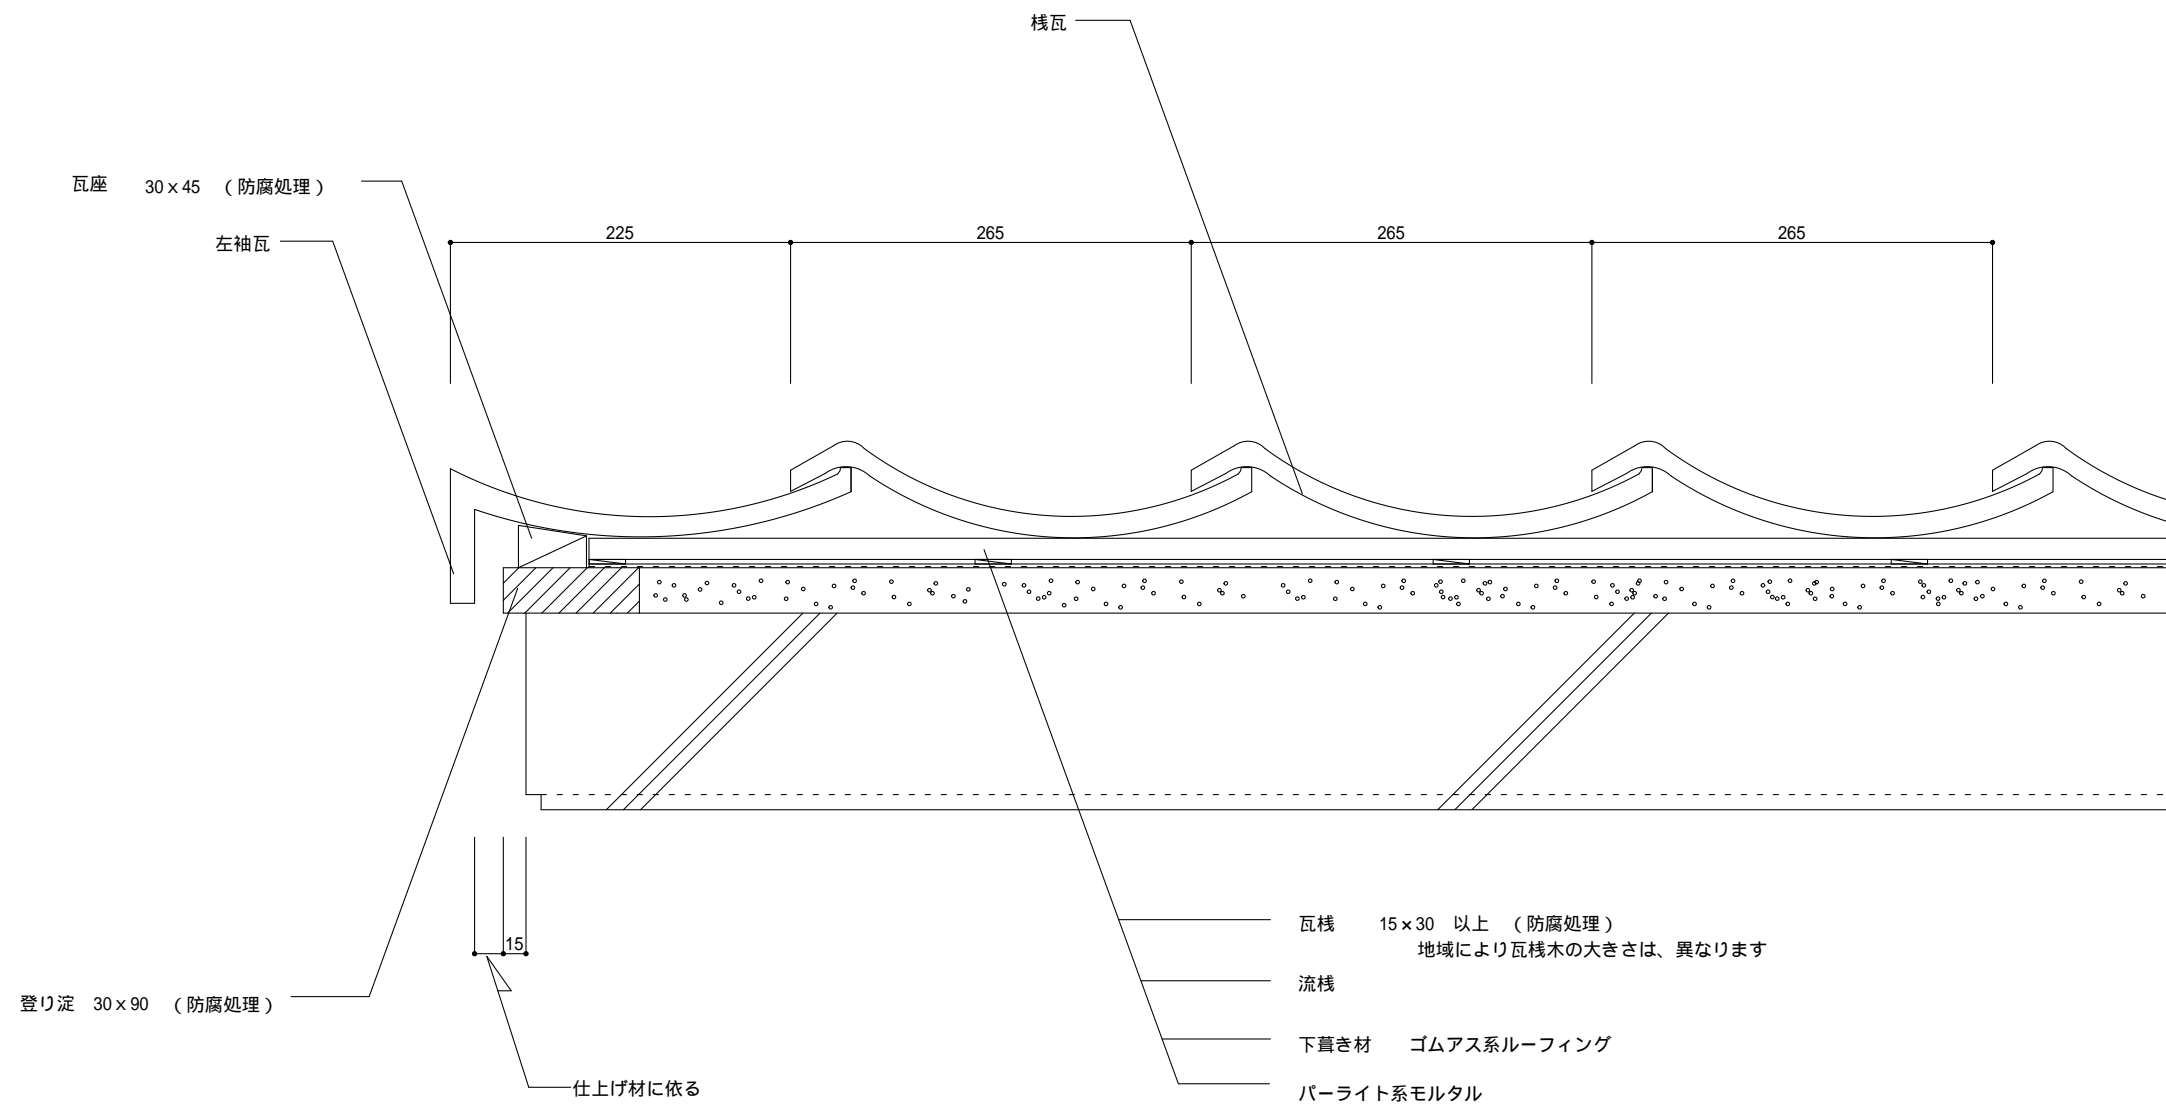 桟瓦
瓦座 30×45 (防腐処理)
左袖瓦
225 265 265 265
瓦桟 15×30 以上 (防腐処理)
地域により瓦桟木の大きさは、異なります
15
流桟
登り淀 30×90 (防腐処理)
下葺き材 ゴムアス系ルーフィング
仕上げ材に依る
パーライト系モルタル